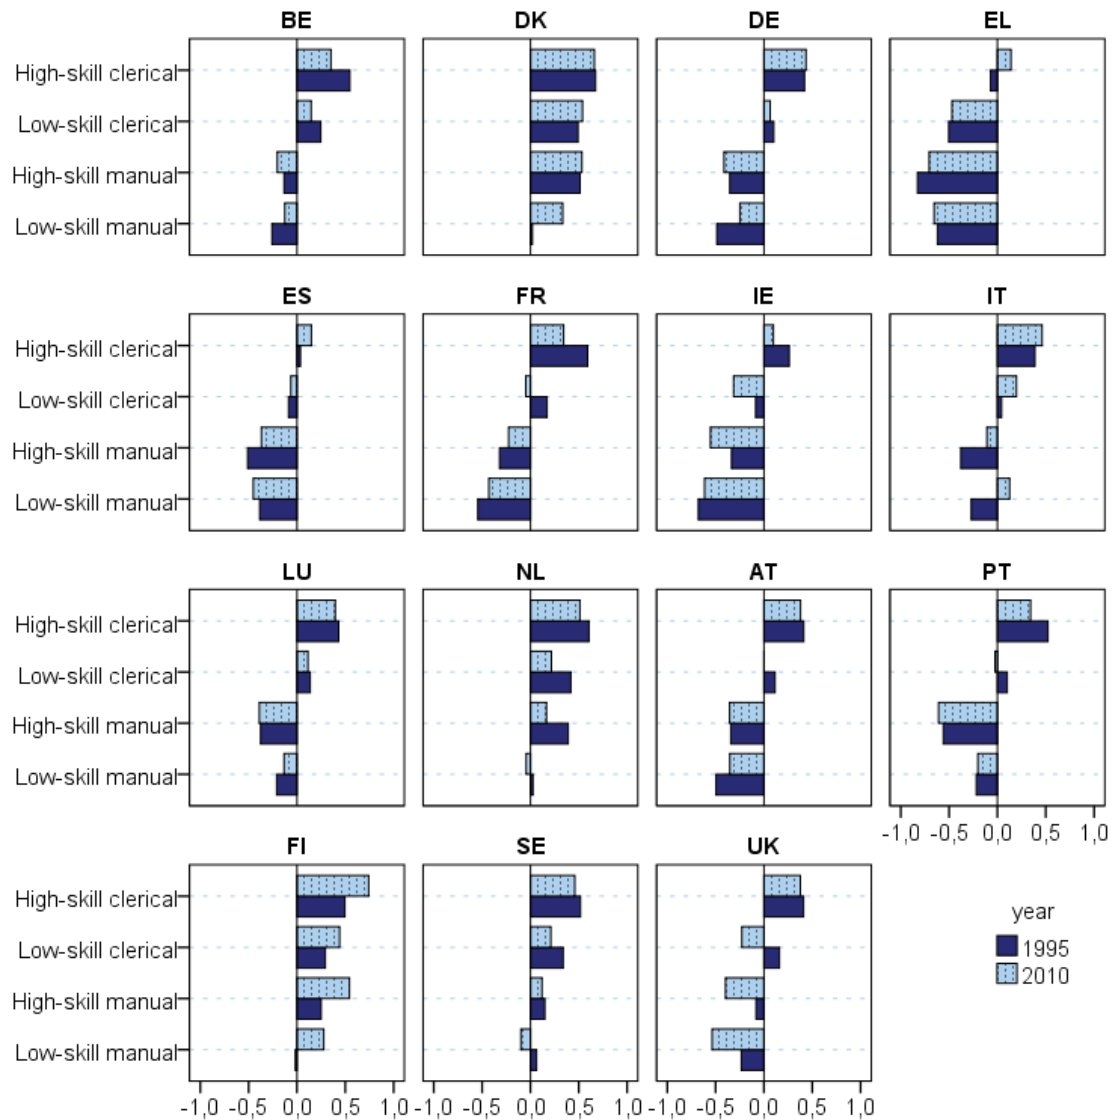 BE DK DE EL
High-skill clerical
Low-skill clerical
High-skill manual
Low-skill manual
ES FR IE IT
High-skill clerical
Low-skill clerical
High-skill manual
Low-skill manual
LU NL AT PT
High-skill clerical
Low-skill clerical
High-skill manual
Low-skill manual
-1,0 -0,5 0,0 0,5 1,0
FI SE UK
High-skill clerical
Low-skill clerical
High-skill manual
Low-skill manual
year
1995
2010
-1,0 -0,5 0,0 0,5 1,0 -1,0 -0,5 0,0 0,5 1,0 -1,0 -0,5 0,0 0,5 1,0